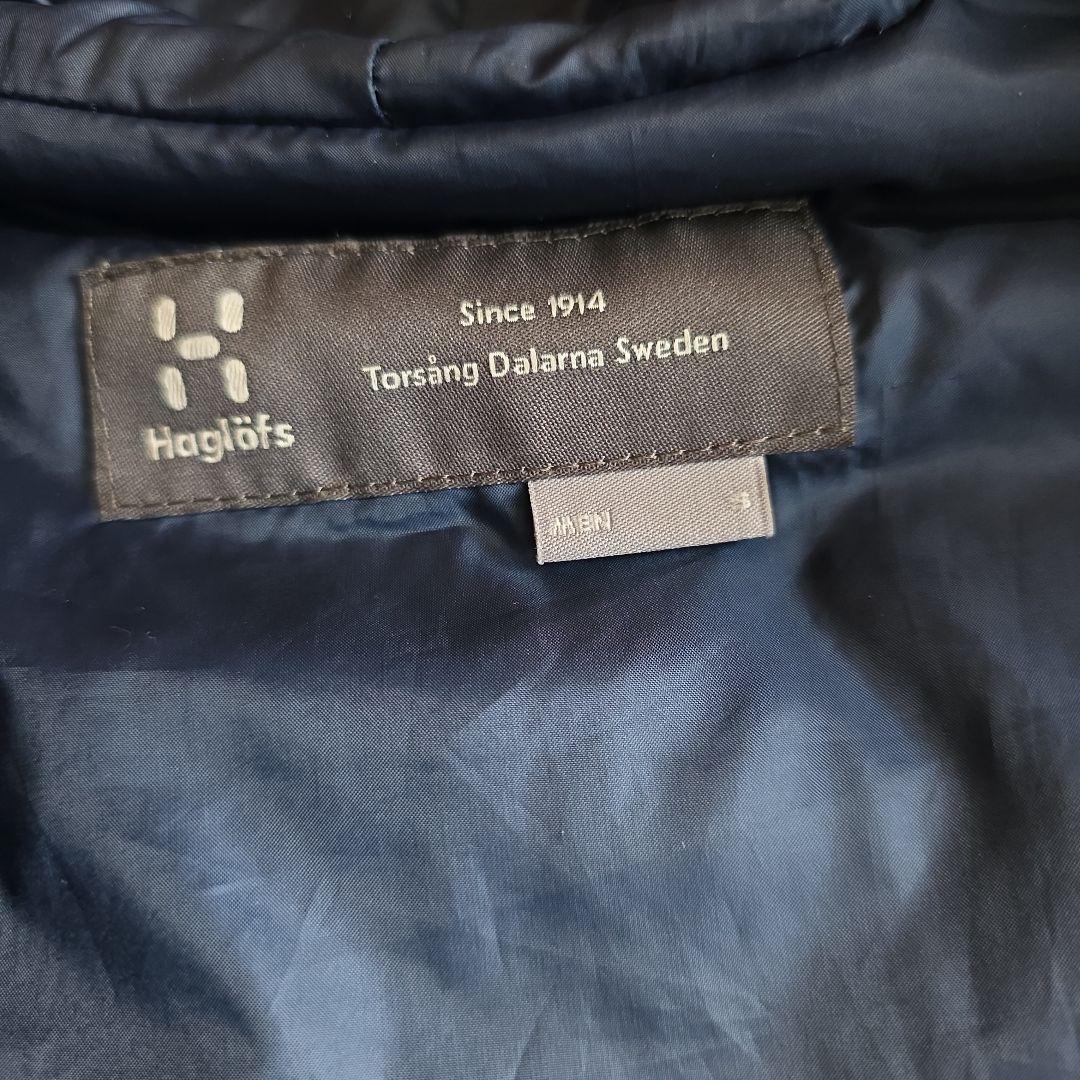 Since 1914
Torsång Dalarna Sweden
Haglöfs
MEN S